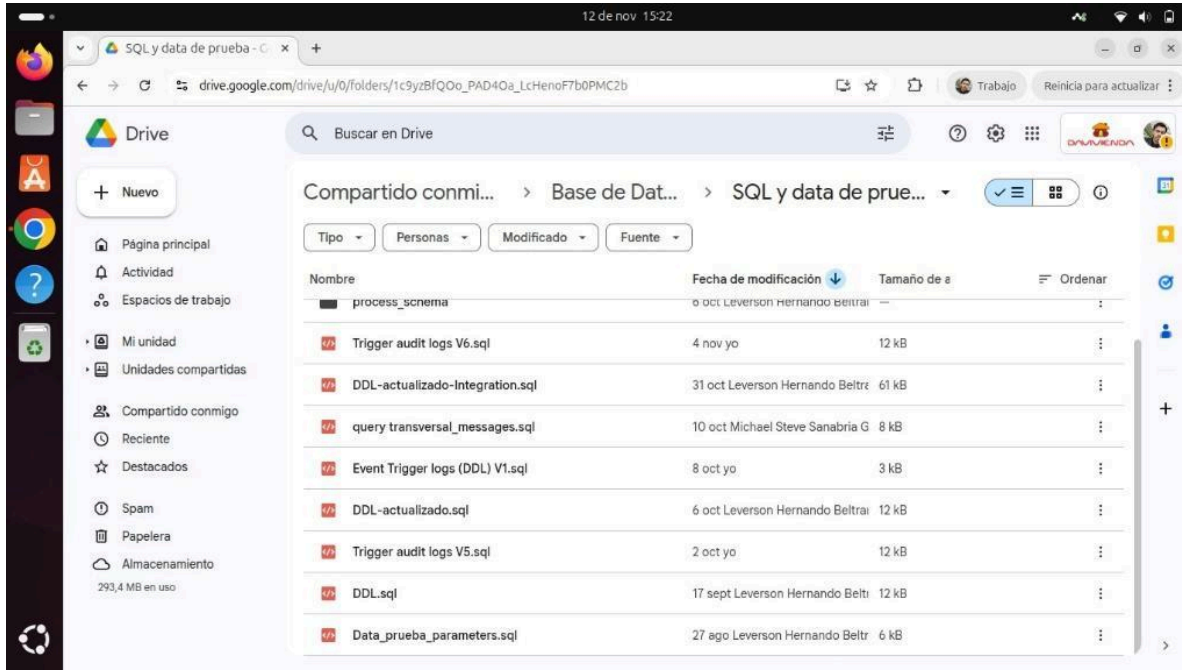 12 de nov 15:22
SQL y data de prueba - G
drive.google.com/drive/u/0/folders/1c9yzBfQOo_PAD4Oa_LcHenoF7b0PMC2b
Trabajo
Reinicia para actualizar
Drive
Buscar en Drive
DAVIVIENDA
Nuevo
Compartido conmi... > Base de Dat... > SQL y data de prue...
Tipo
Personas
Modificado
Fuente
Página principal
Actividad
Espacios de trabajo
Mi unidad
Unidades compartidas
Compartido conmigo
Reciente
Destacados
Spam
Papelera
Almacenamiento
293,4 MB en uso
Nombre Fecha de modificación Tamaño de a Ordenar
process_schema 6 oct Leverson Hernando Beltrai —
Trigger audit logs V6.sql 4 nov yo 12 kB
DDL-actualizado-Integration.sql 31 oct Leverson Hernando Beltra 61 kB
query transversal_messages.sql 10 oct Michael Steve Sanabria G 8 kB
Event Trigger logs (DDL) V1.sql 8 oct yo 3 kB
DDL-actualizado.sql 6 oct Leverson Hernando Beltrai 12 kB
Trigger audit logs V5.sql 2 oct yo 12 kB
DDL.sql 17 sept Leverson Hernando Belti 12 kB
Data_prueba_parameters.sql 27 ago Leverson Hernando Beltr 6 kB